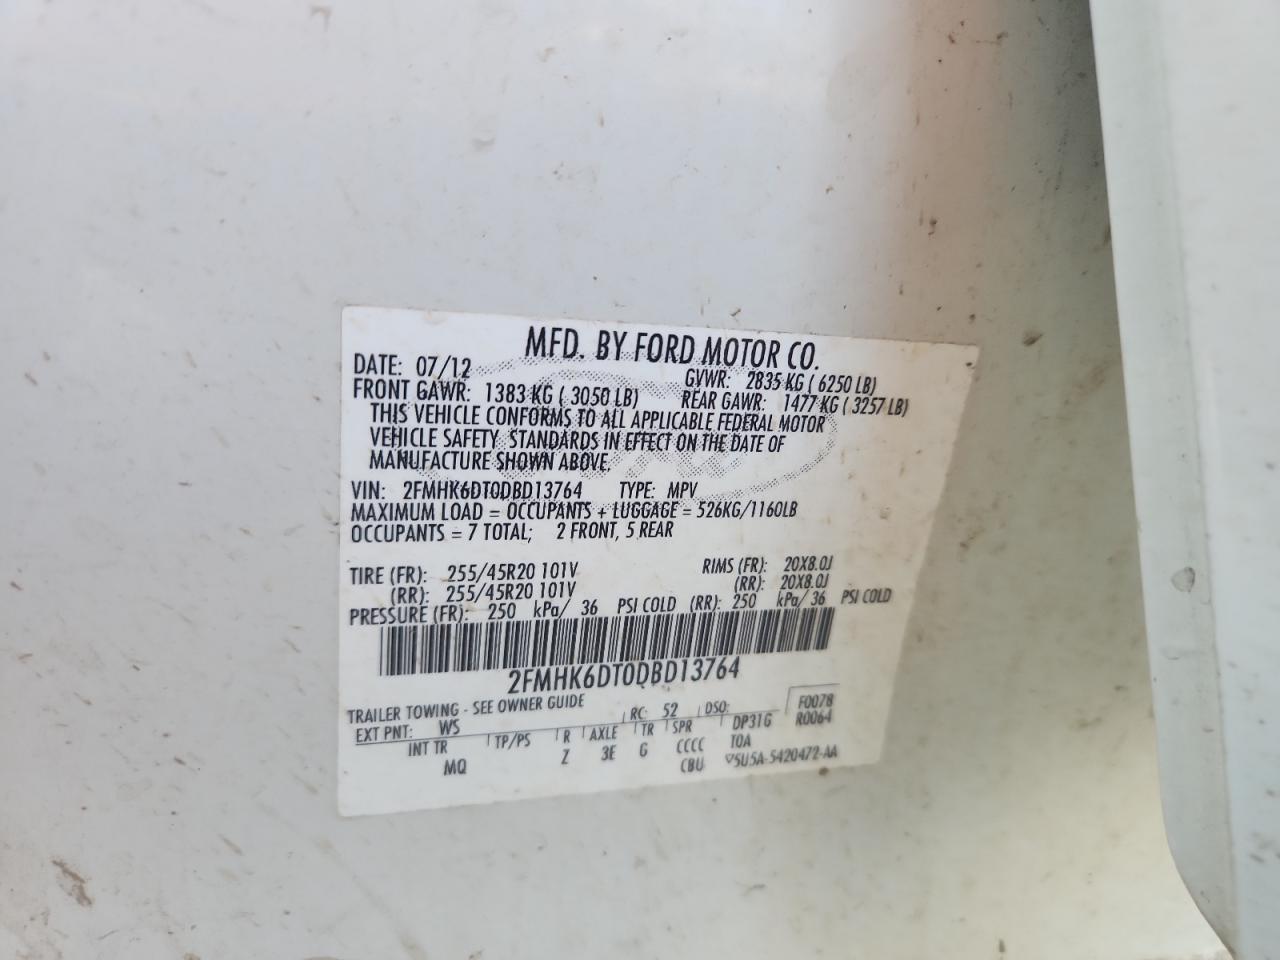 MFD. BY FORD MOTOR CO.
DATE: 07/12 GVWR: 2835 KG ( 6250 LB)
FRONT GAWR: 1383 KG ( 3050 LB) REAR GAWR: 1477 KG ( 3257 LB)
THIS VEHICLE CONFORMS TO ALL APPLICABLE FEDERAL MOTOR
VEHICLE SAFETY STANDARDS IN EFFECT ON THE DATE OF
MANUFACTURE SHOWN ABOVE.
VIN: 2FMHK6DT0DBD13764 TYPE: MPV
MAXIMUM LOAD = OCCUPANTS + LUGGAGE = 526KG/1160LB
OCCUPANTS = 7 TOTAL; 2 FRONT, 5 REAR
TIRE (FR): 255/45R20 101V RIMS (FR): 20X8.0J
(RR): 255/45R20 101V (RR): 20X8.0J
PRESSURE (FR): 250 kPa/ 36 PSI COLD (RR): 250 kPa/ 36 PSI COLD
2FMHK6DT0DBD13764
TRAILER TOWING - SEE OWNER GUIDE
EXT PNT: WS RC: 52 DSO: F0078
INT TR TP/PS R AXLE TR SPR DP31G R0064
MQ Z 3E G CCCC TOA
CBU 5U5A-5420472-AA